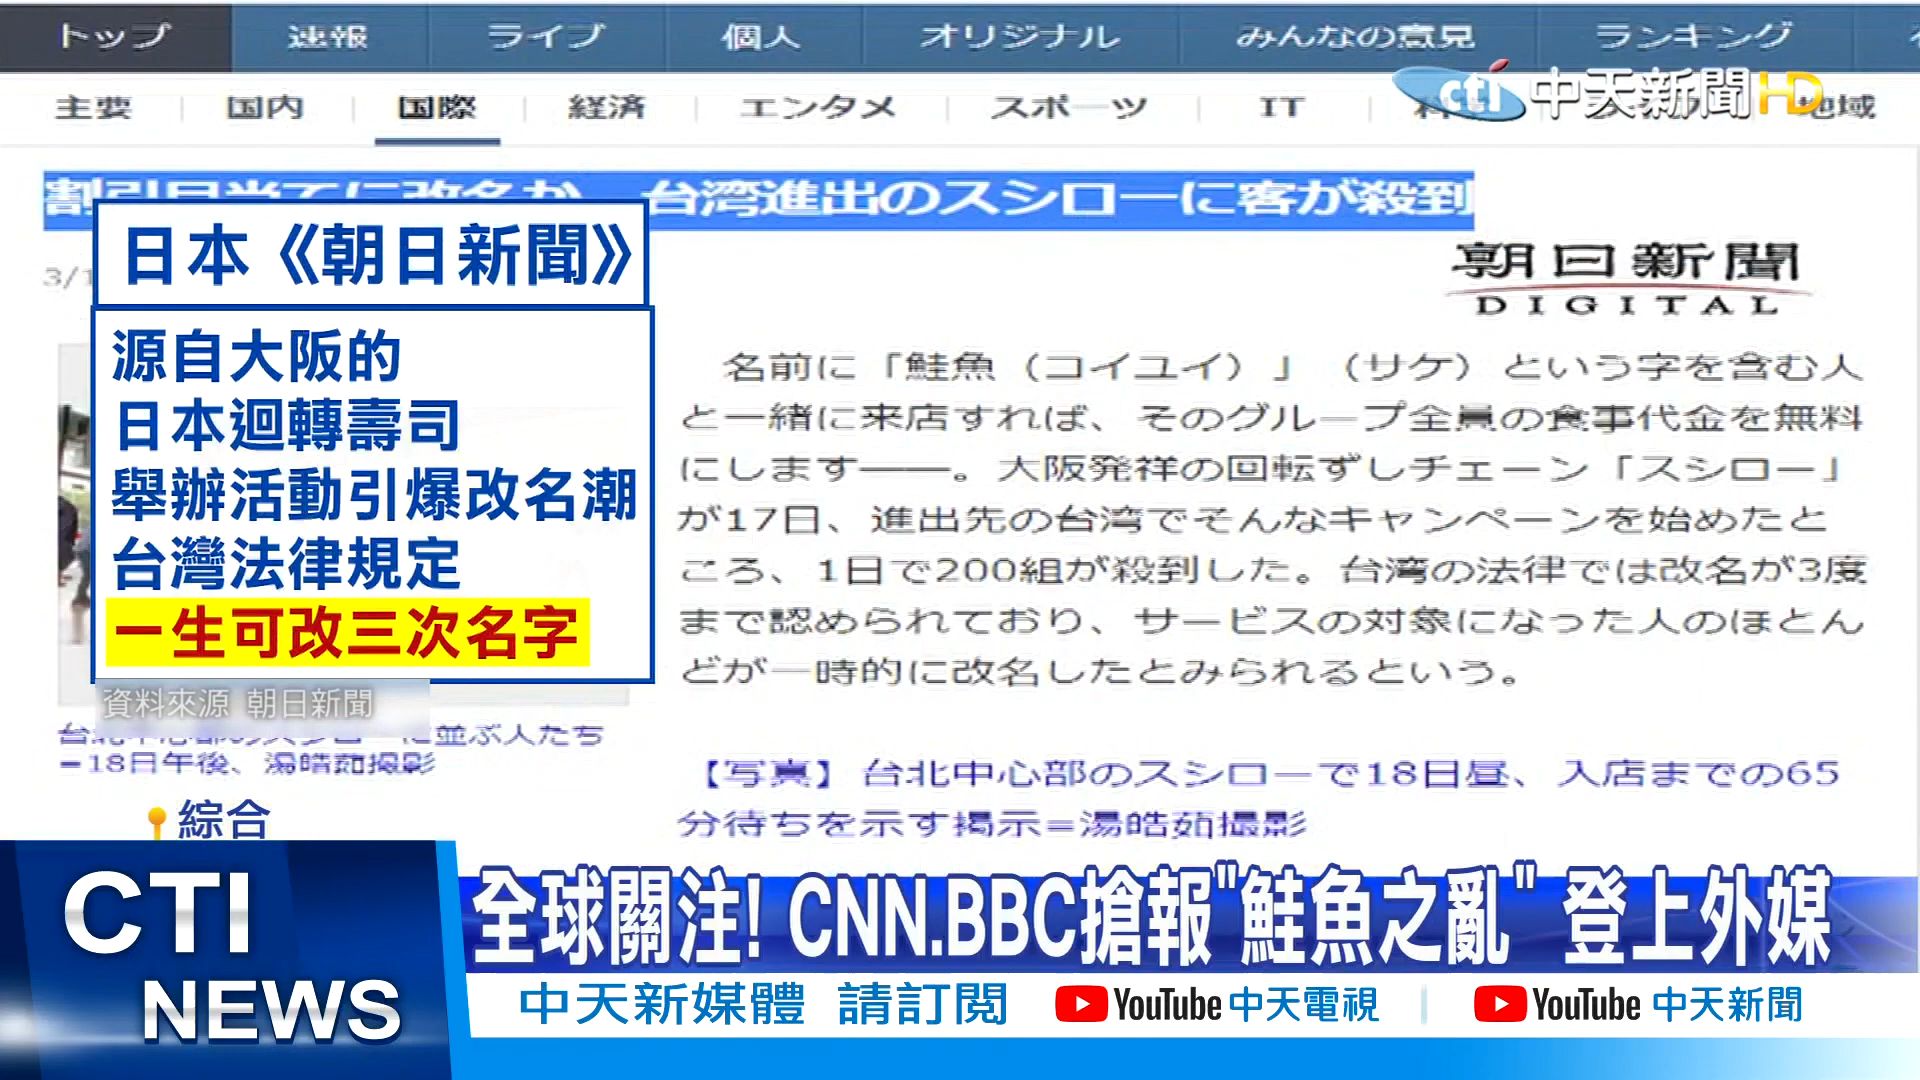 トップ 速報 ライブ 個人 オリジナル みんなの意見 ランキング
主要 国内 国際 経済 エンタメ スポーツ IT 地域
cti 中天新聞HD
台湾進出のスシローに客が殺到
日本《朝日新聞》
3/1
朝日新聞
DIGITAL
源自大阪的
日本迴轉壽司
舉辦活動引爆改名潮
台灣法律規定
一生可改三次名字
資料來源 朝日新聞
に並ぶ人たち
=18日午後、湯皓茹撮影
名前に「鮭魚（コイユイ）」（サケ）という字を含む人
と一緒に来店すれば、そのグループ全員の食事代金を無料
にします――。大阪発祥の回転ずしチェーン「スシロー」
が17日、進出先の台湾でそんなキャンペーンを始めたと
ころ、1日で200組が殺到した。台湾の法律では改名が3度
まで認められており、サービスの対象になった人のほとん
どが一時的に改名したとみられるという。
【写真】台北中心部のスシローで18日昼、入店までの65
分待ちを示す掲示=湯皓茹撮影
綜合
CTI
NEWS
全球關注! CNN.BBC搶報"鮭魚之亂" 登上外媒
中天新媒體 請訂閱 YouTube 中天電視 | YouTube 中天新聞